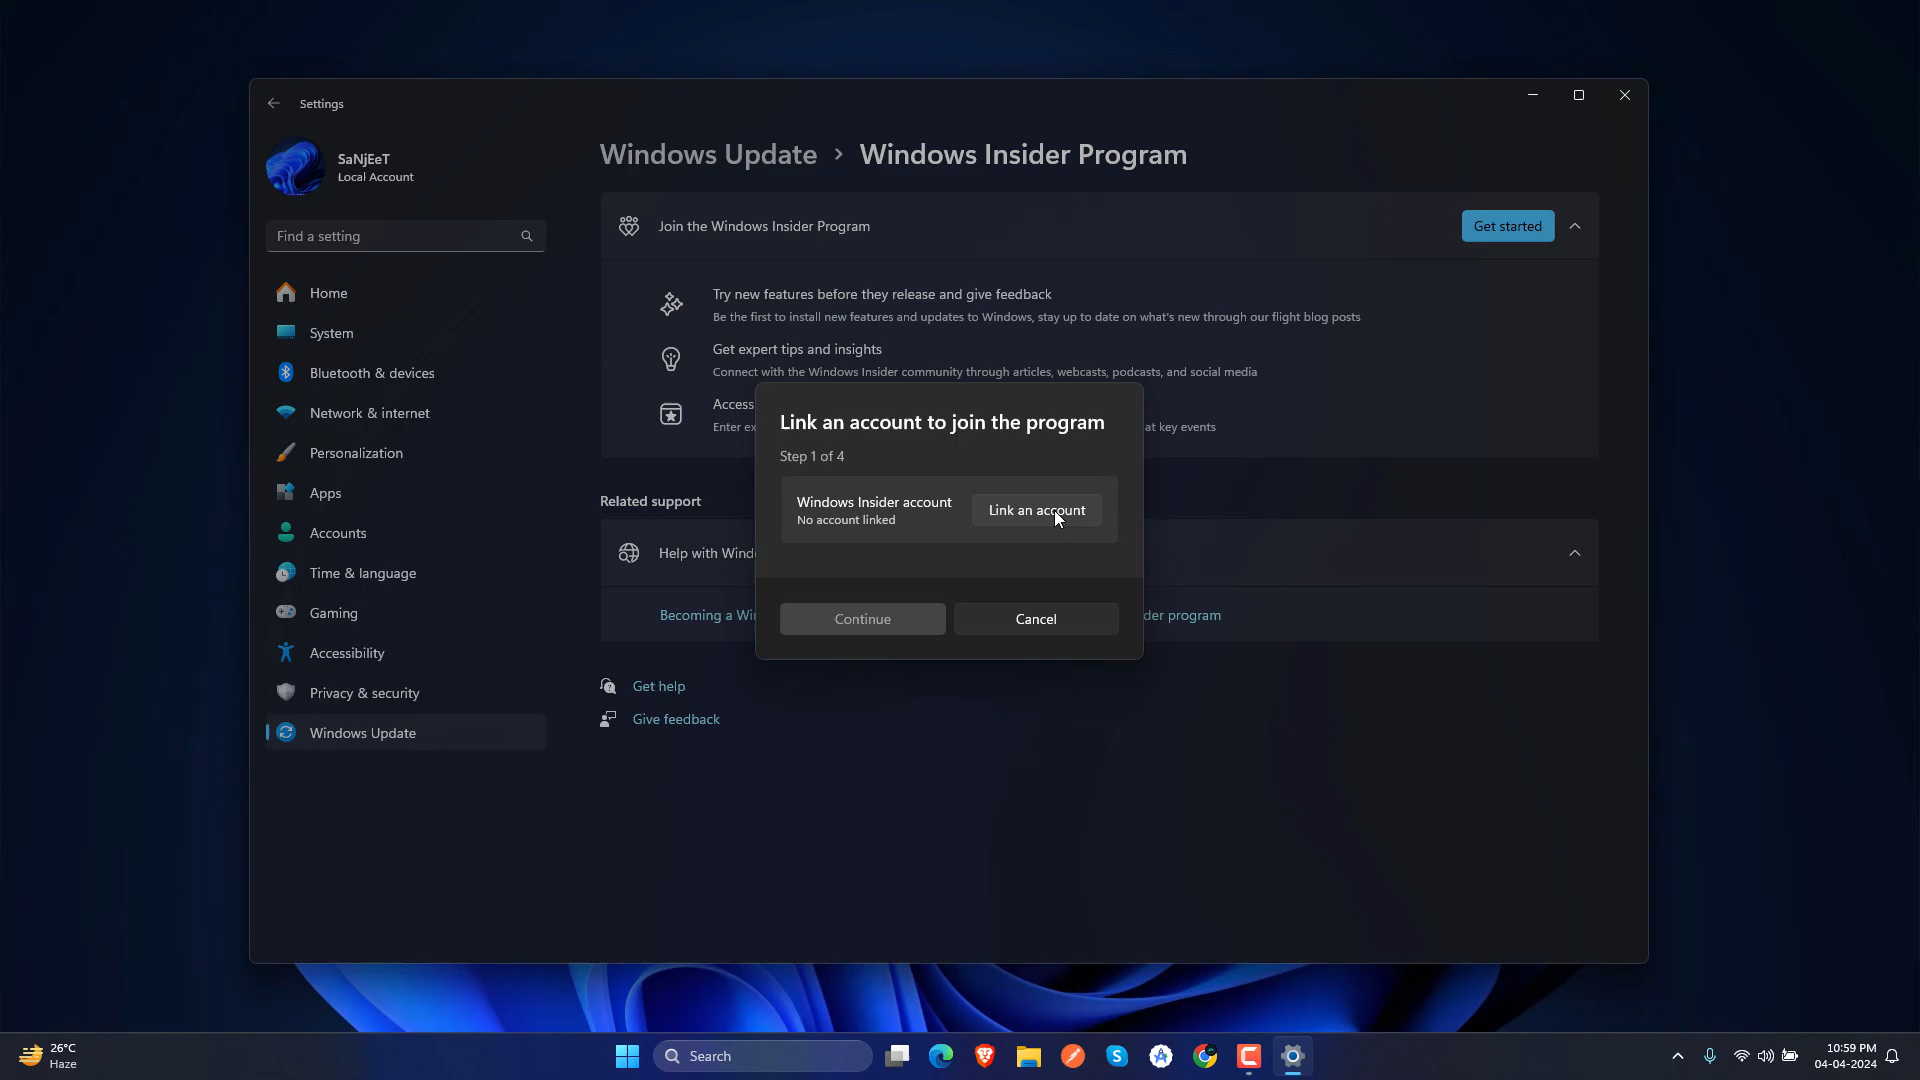 Settings
SaNjEeT
Local Account
Find a setting
Home
System
Bluetooth & devices
Network & internet
Personalization
Apps
Accounts
Time & language
Gaming
Accessibility
Privacy & security
Windows Update
Windows Update > Windows Insider Program
Join the Windows Insider Program
Get started
Try new features before they release and give feedback
Be the first to install new features and updates to Windows, stay up to date on what's new through our flight blog posts
Get expert tips and insights
Connect with the Windows Insider community through articles, webcasts, podcasts, and social media
Access
Enter ex
at key events
Link an account to join the program
Step 1 of 4
Windows Insider account
No account linked
Link an account
Continue
Cancel
Related support
Help with Wind
Becoming a Wi
der program
Get help
Give feedback
26°C
Haze
Search
10:59 PM
04-04-2024